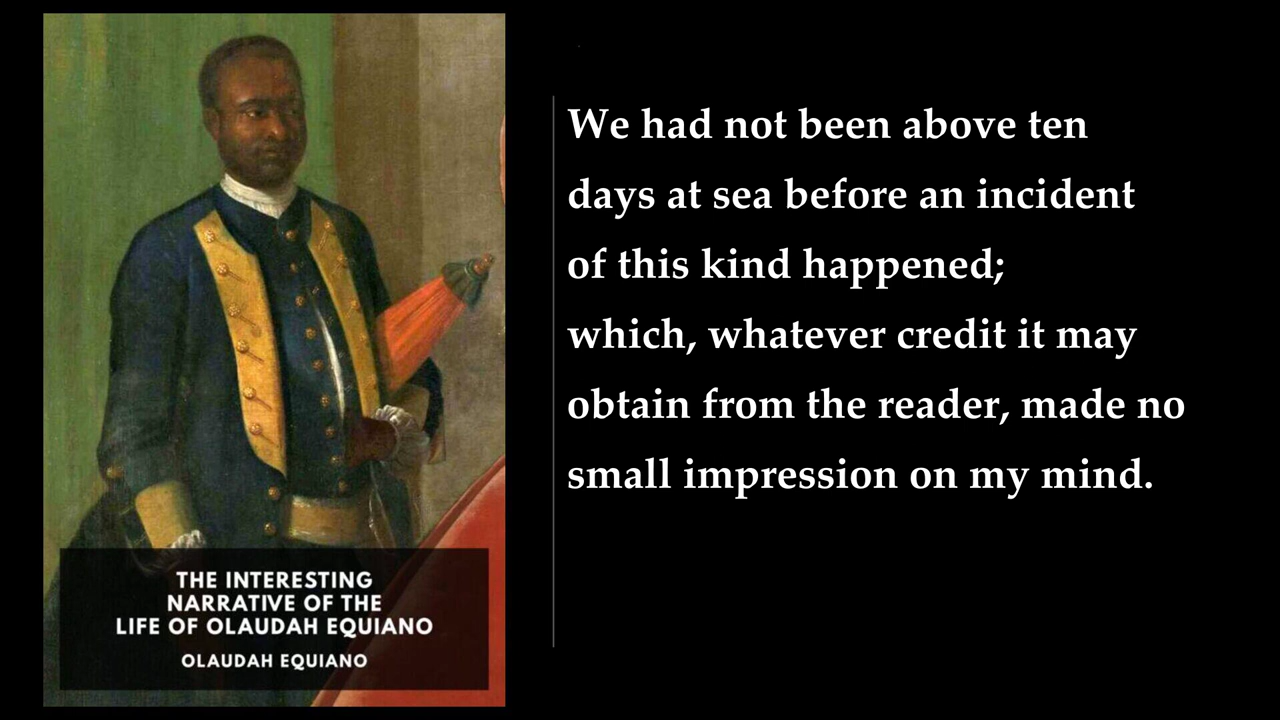 We had not been above ten
days at sea before an incident
of this kind happened;
which, whatever credit it may
obtain from the reader, made no
small impression on my mind.
THE INTERESTING
NARRATIVE OF THE
LIFE OF OLAUDAH EQUIANO
OLAUDAH EQUIANO